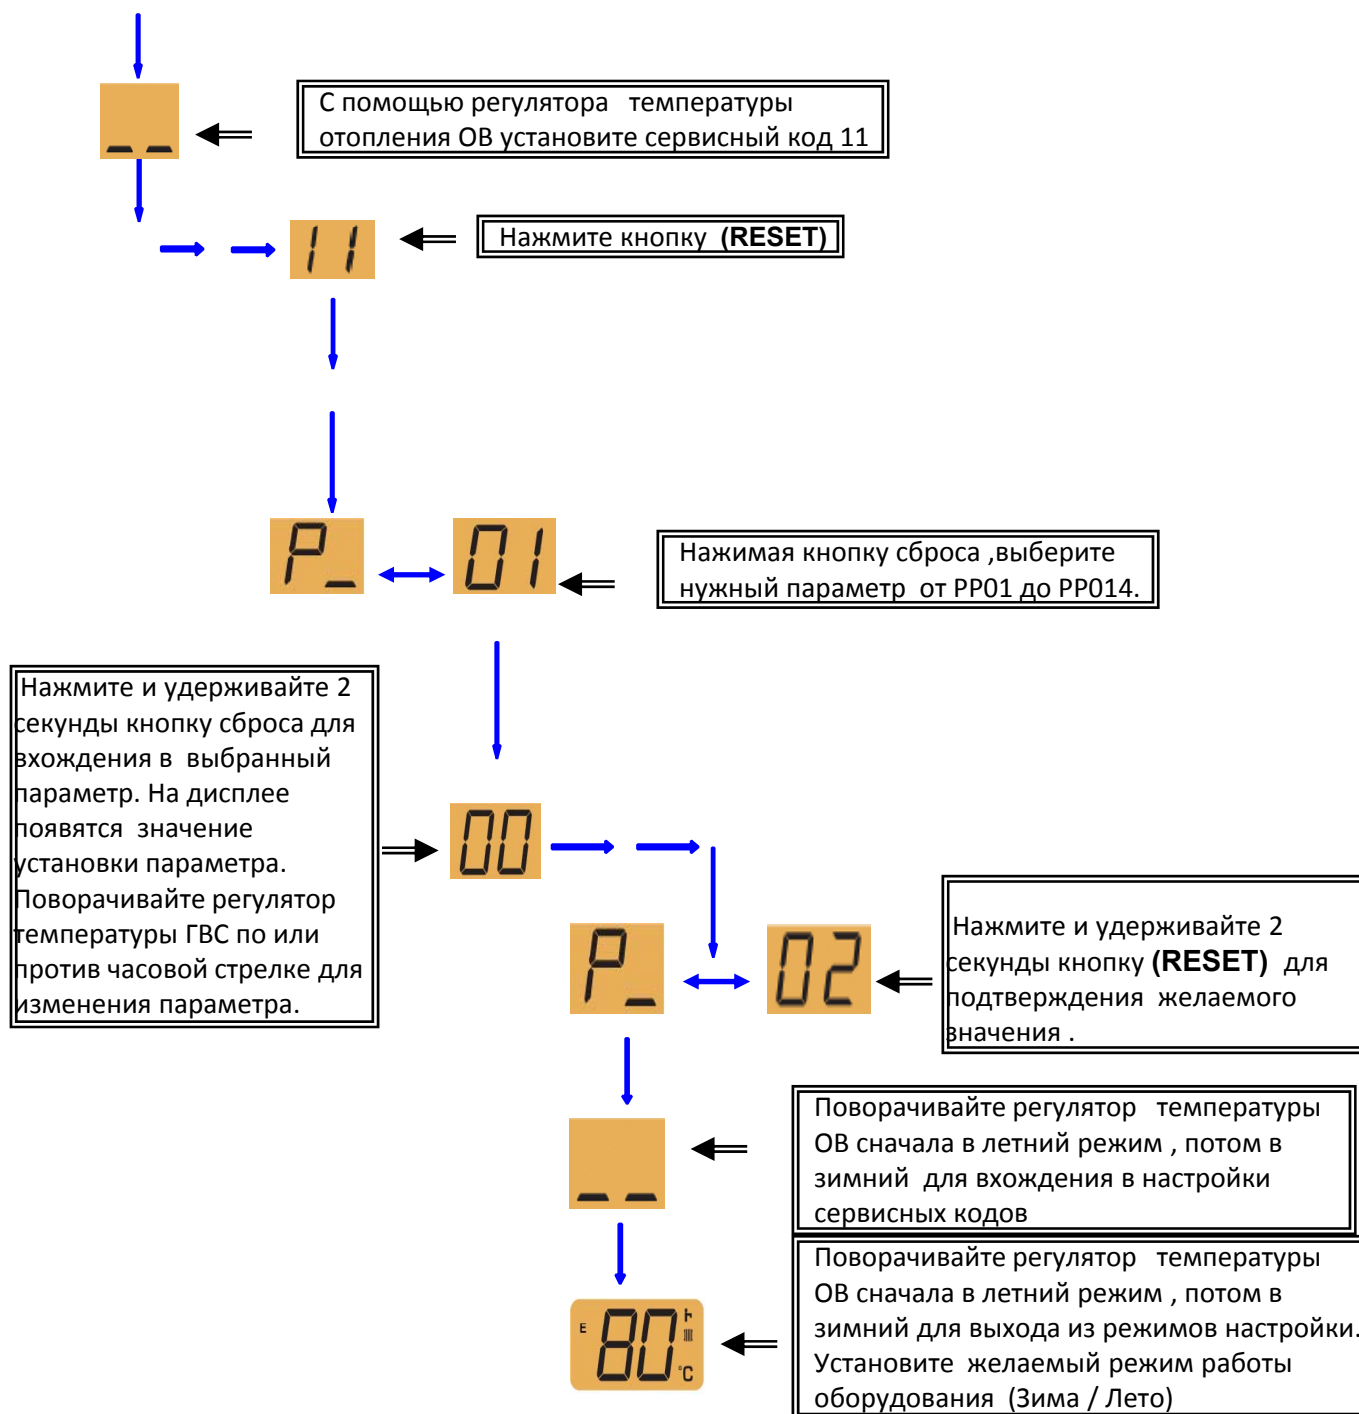 С помощью регулятора температуры
отопления ОВ установите сервисный код 11
_ _
11
Нажмите кнопку (RESET)
P_
01
Нажимая кнопку сброса ,выберите
нужный параметр от РР01 до РР014.
Нажмите и удерживайте 2
секунды кнопку сброса для
вхождения в выбранный
параметр. На дисплее
появятся значение
установки параметра.
Поворачивайте регулятор
температуры ГВС по или
против часовой стрелке для
изменения параметра.
00
P_
02
Нажмите и удерживайте 2
секунды кнопку (RESET) для
подтверждения желаемого
значения .
_ _
Поворачивайте регулятор температуры
ОВ сначала в летний режим , потом в
зимний для вхождения в настройки
сервисных кодов
E 80 °C
Поворачивайте регулятор температуры
ОВ сначала в летний режим , потом в
зимний для выхода из режимов настройки.
Установите желаемый режим работы
оборудования (Зима / Лето)